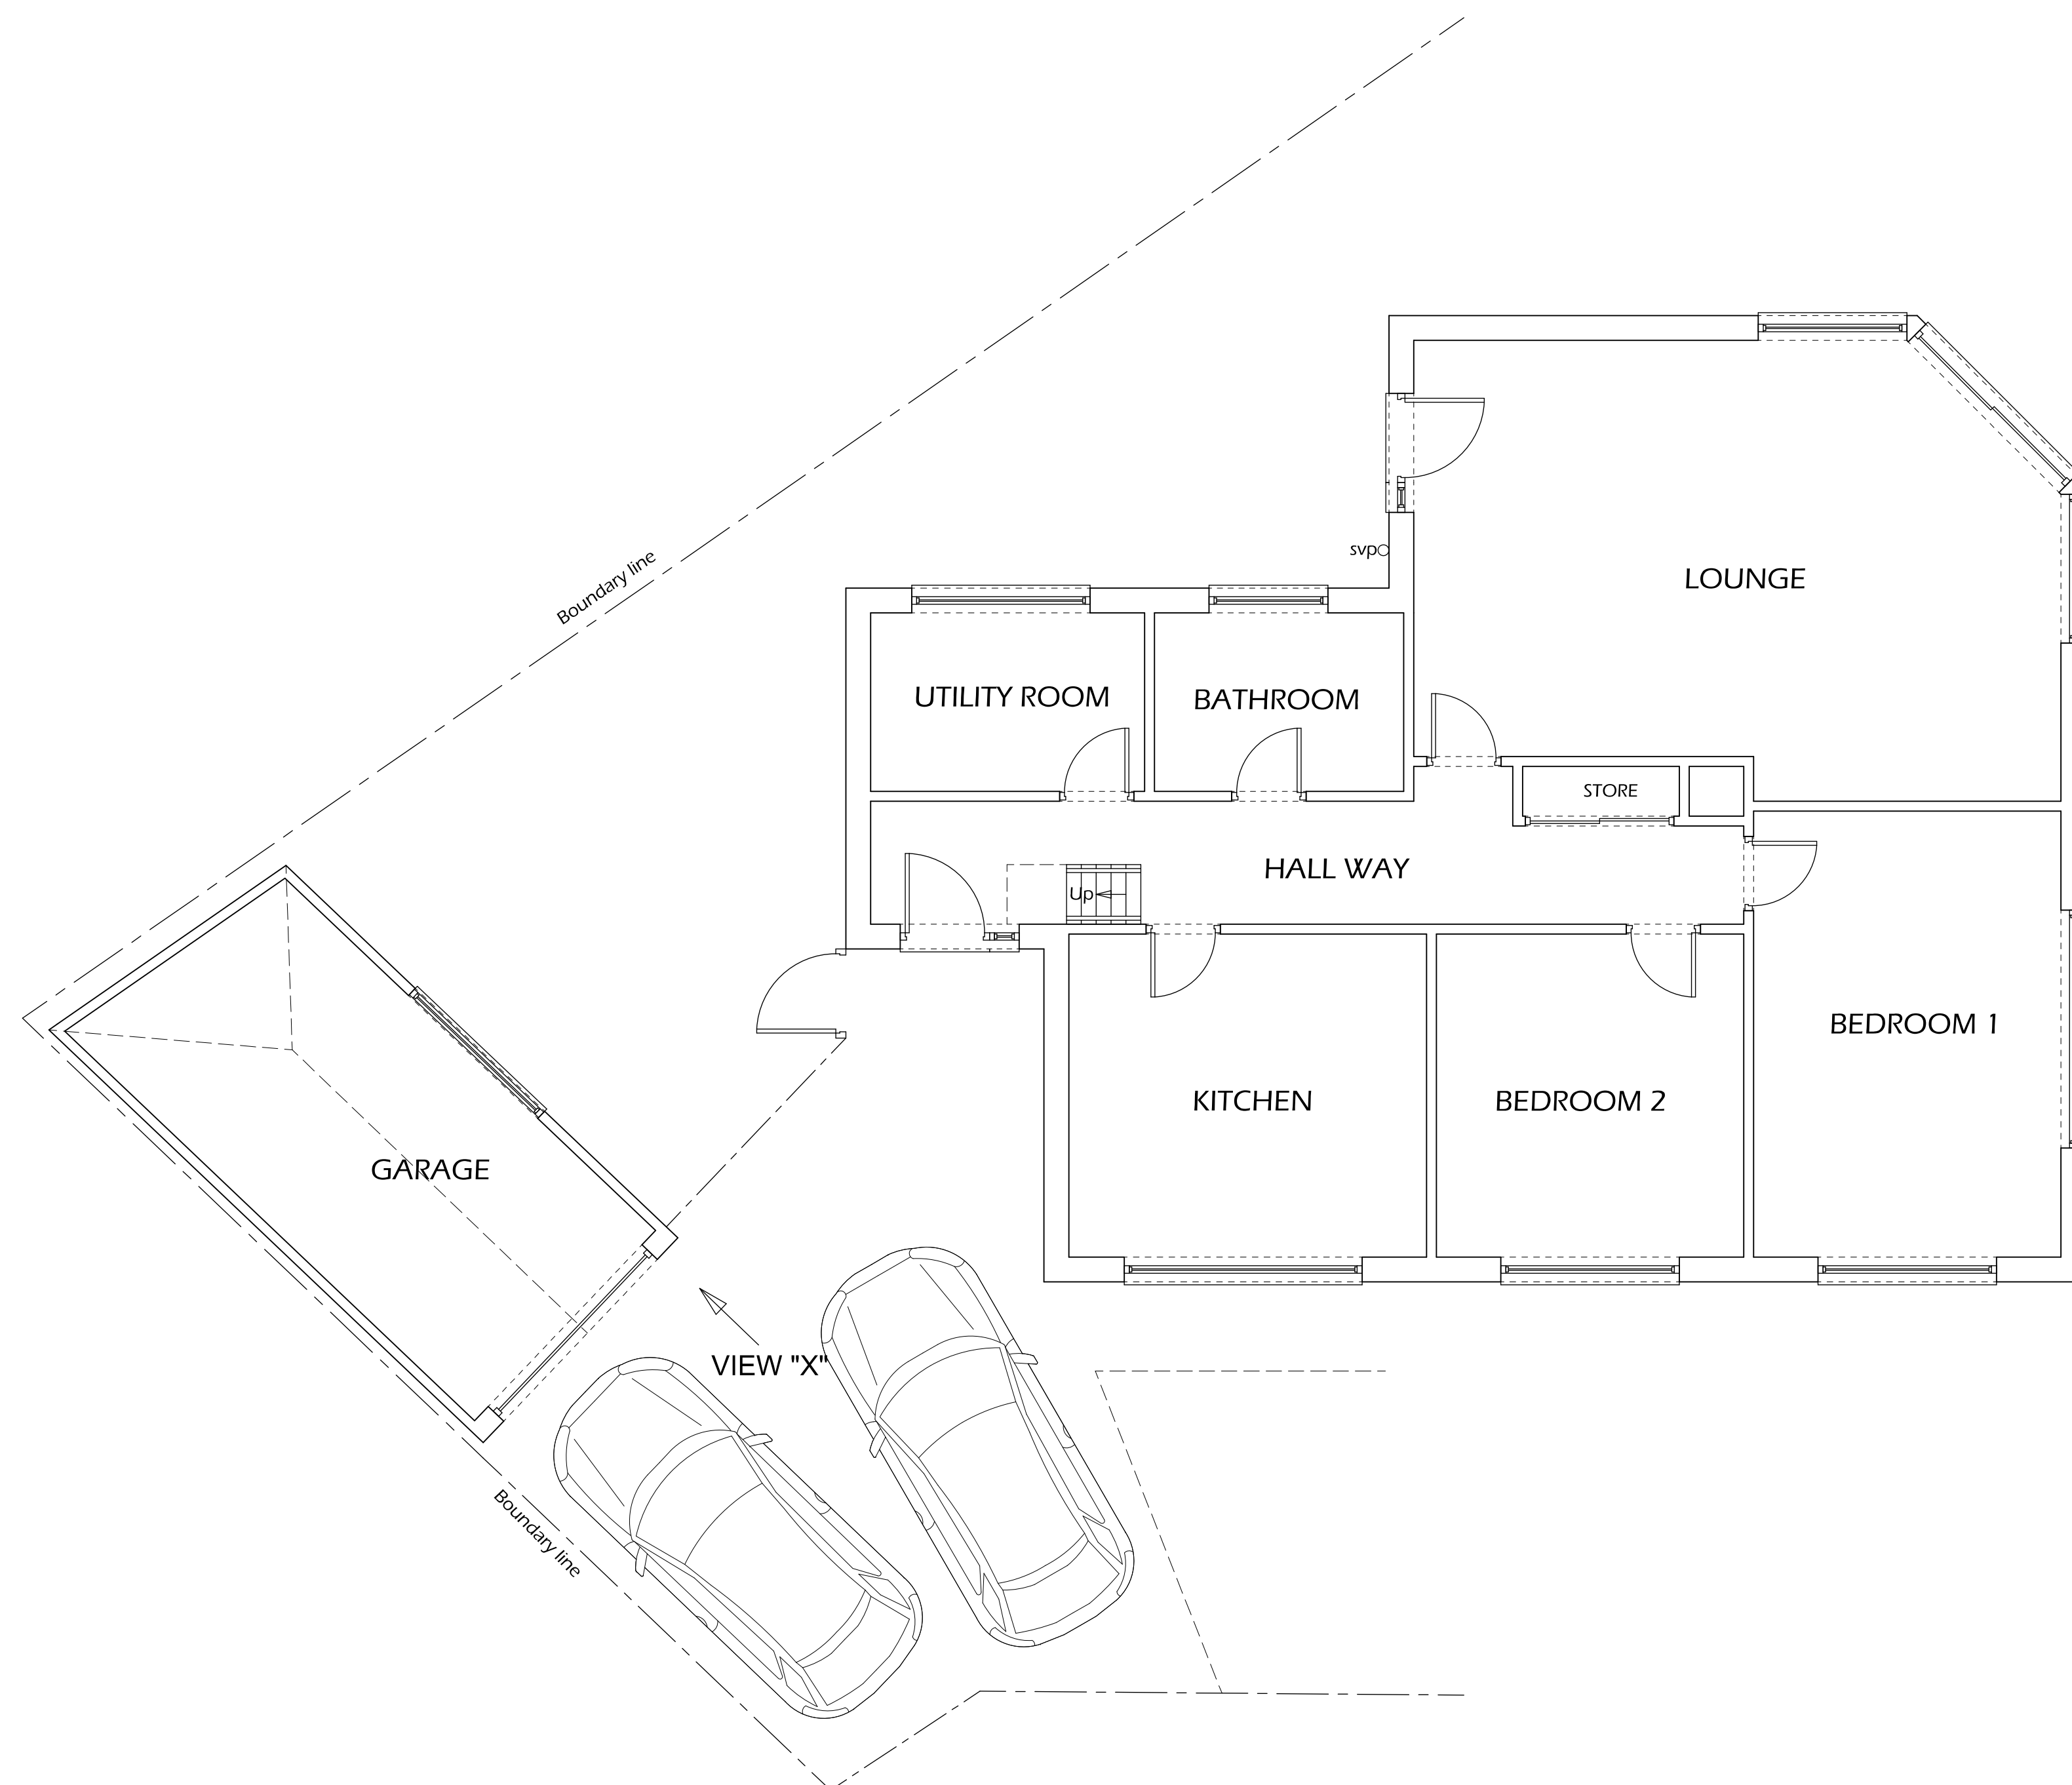 Boundary line
svp
LOUNGE
UTILITY ROOM
BATHROOM
STORE
HALL WAY
Up
BEDROOM 1
KITCHEN
BEDROOM 2
GARAGE
VIEW "X"
Boundary line